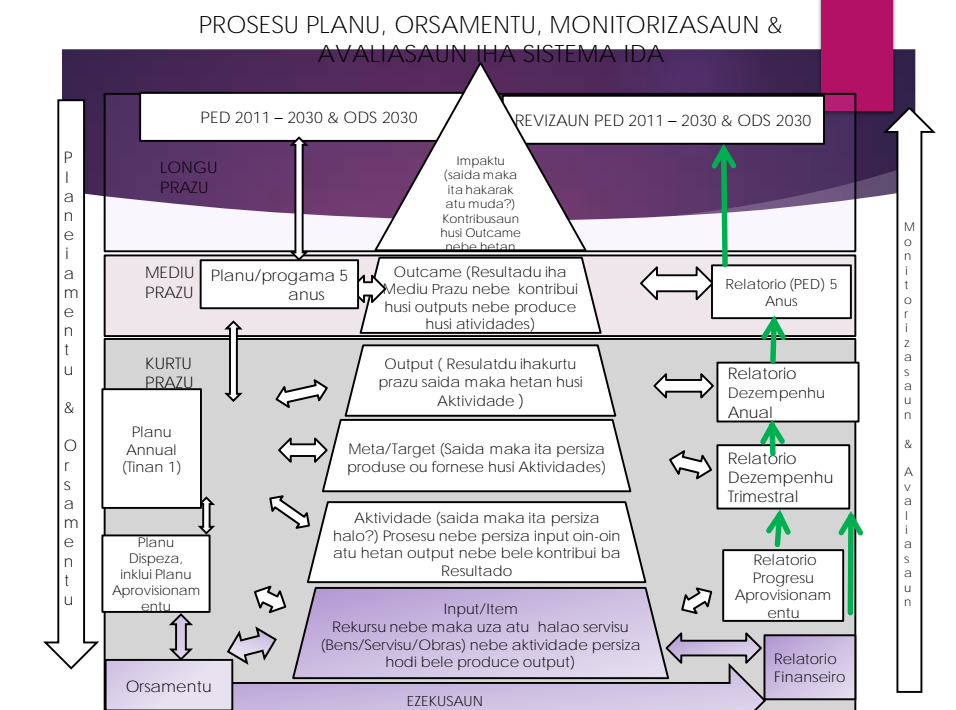 PROSESU PLANU, ORSAMENTU, MONITORIZASAUN &
AVALIASAUN IHA SISTEMA IDA
PED 2011 – 2030 & ODS 2030
REVIZAUN PED 2011 – 2030 & ODS 2030
LONGU
PRAZU
Impaktu
(saida maka
ita hakarak
atu muda?)
Kontribusaun
husi Outcome
nebe hetan
Planeiamentu & Orsamentu
Monitorizasaun & Avaliasaun
MEDIU
PRAZU
Planu/progama 5
anus
Outcame (Resultadu iha
Mediu Prazu nebe kontribui
husi outputs nebe produce
husi atividades)
Relatorio (PED) 5
Anus
KURTU
PRAZU
Output ( Resulatdu ihakurtu
prazu saida maka hetan husi
Aktividade )
Relatorio
Dezempenhu
Anual
Planu
Annual
(Tinan 1)
Meta/Target (Saida maka ita persiza
produse ou fornese husi Aktividades)
Relatorio
Dezempenhu
Trimestral
Aktividade (saida maka ita persiza
halo?) Prosesu nebe persiza input oin-oin
atu hetan output nebe bele kontribui ba
Resultado
Planu
Dispeza,
inklui Planu
Aprovisionam
entu
Relatorio
Progresu
Aprovisionam
entu
Input/Item
Rekursu nebe maka uza atu halao servisu
(Bens/Servisu/Obras) nebe aktividade persiza
hodi bele produce output)
Orsamentu
Relatorio
Finanseiro
EZEKUSAUN